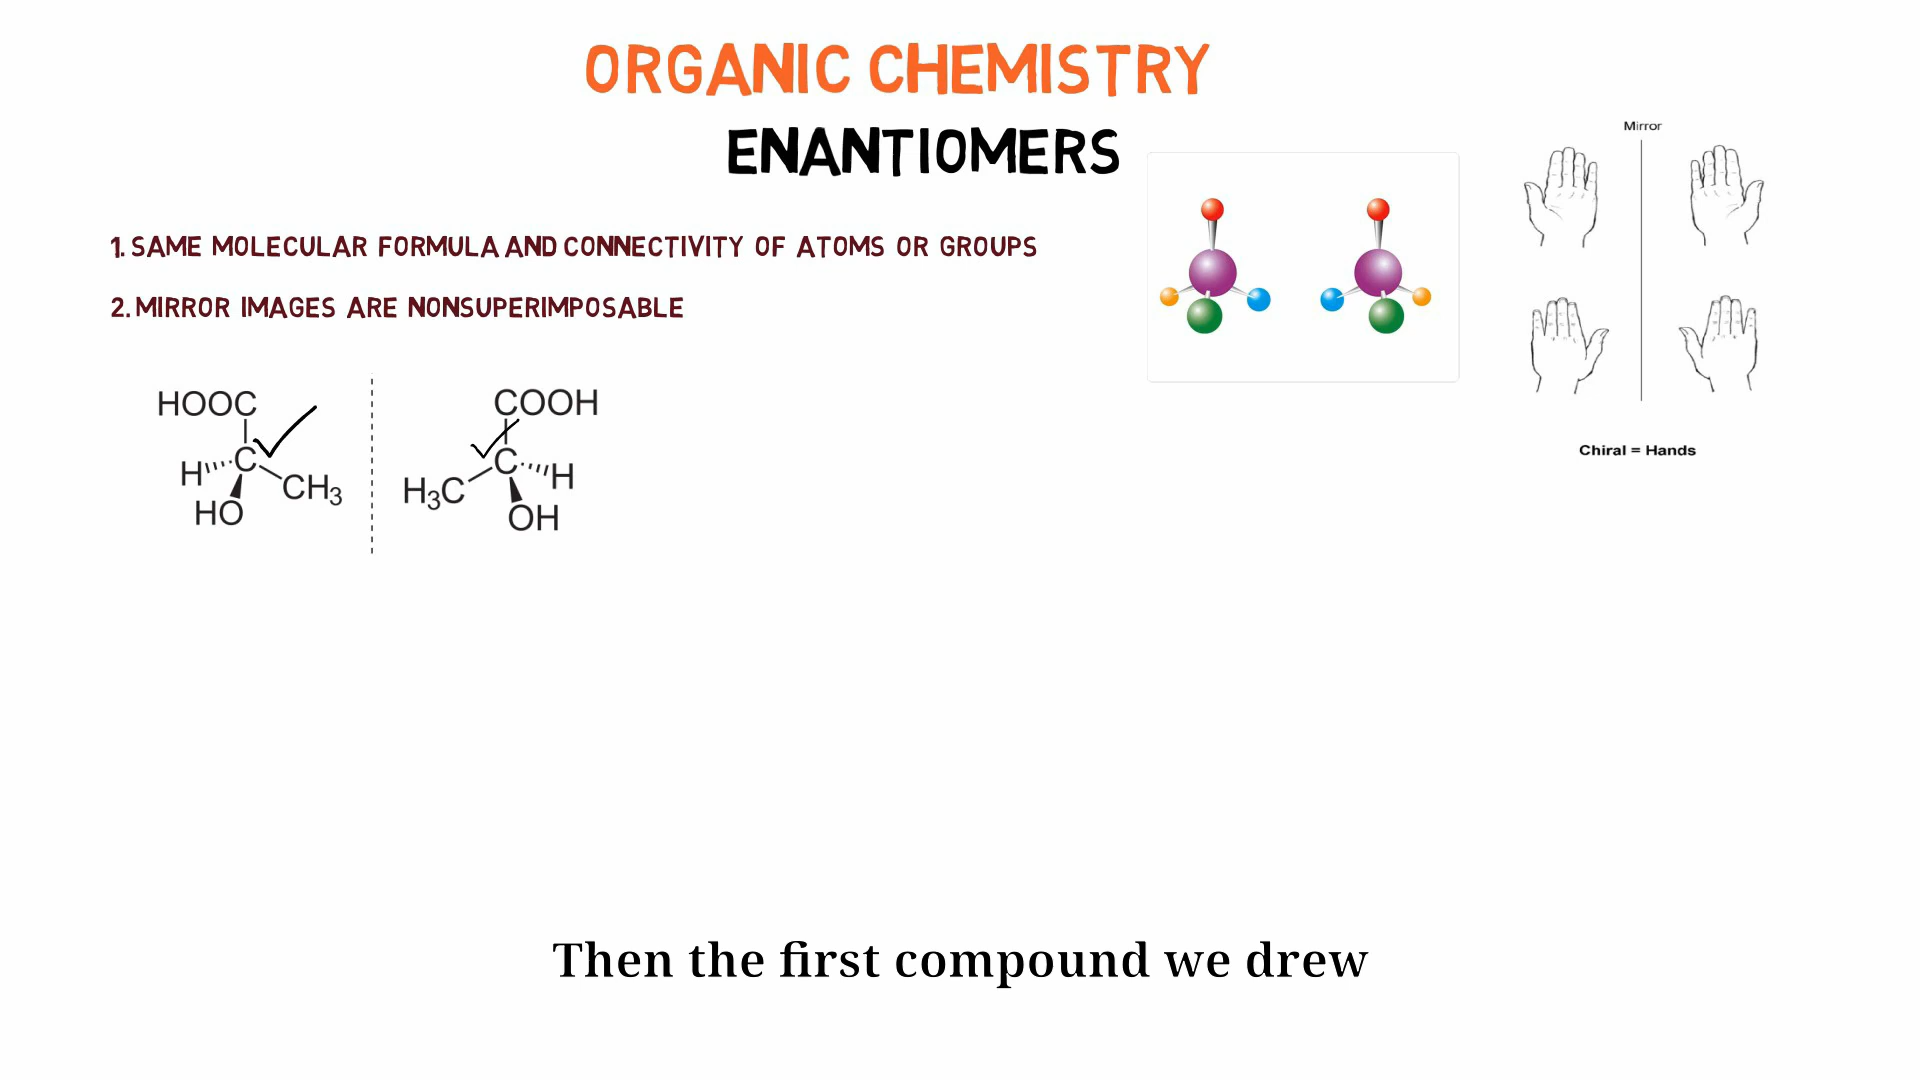 ORGANIC CHEMISTRY
ENANTIOMERS
1. SAME MOLECULAR FORMULA AND CONNECTIVITY OF ATOMS OR GROUPS
2. MIRROR IMAGES ARE NONSUPERIMPOSABLE
Mirror
Chiral = Hands
HOOC
C
H
CH3
HO
COOH
C
H
H3C
OH
Then the first compound we drew